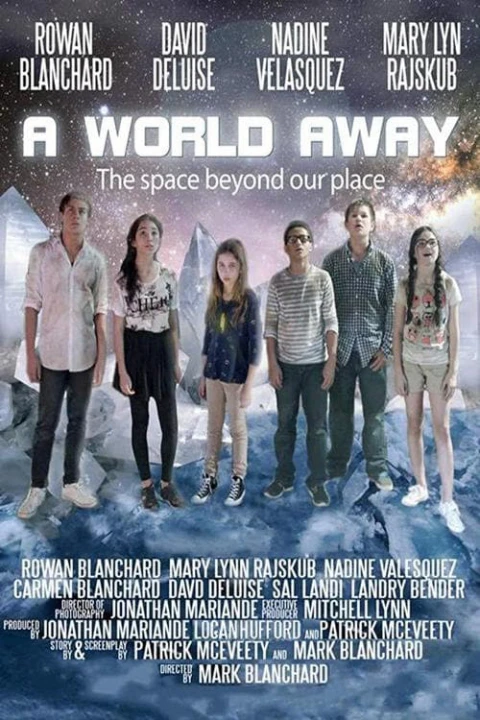 ROWAN BLANCHARD DAVID DELUISE NADINE VELASQUEZ MARY LYN RAJSKUB
A WORLD AWAY
The space beyond our place
ROWAN BLANCHARD MARY LYNN RAJSKUB NADINE VALESQUEZ
CARMEN BLANCHARD DAVD DELUISE SAL LANDI LANDRY BENDER
DIRECTOR OF PHOTOGRAPHY JONATHAN MARIANDE EXECUTIVE PRODUCER MITCHELL LYNN
PRODUCED BY JONATHAN MARIANDE LOGAN HUFFORD AND PATRICK MCEVEETY
STORY BY & SCREENPLAY BY PATRICK MCEVEETY AND MARK BLANCHARD
DIRECTED BY MARK BLANCHARD